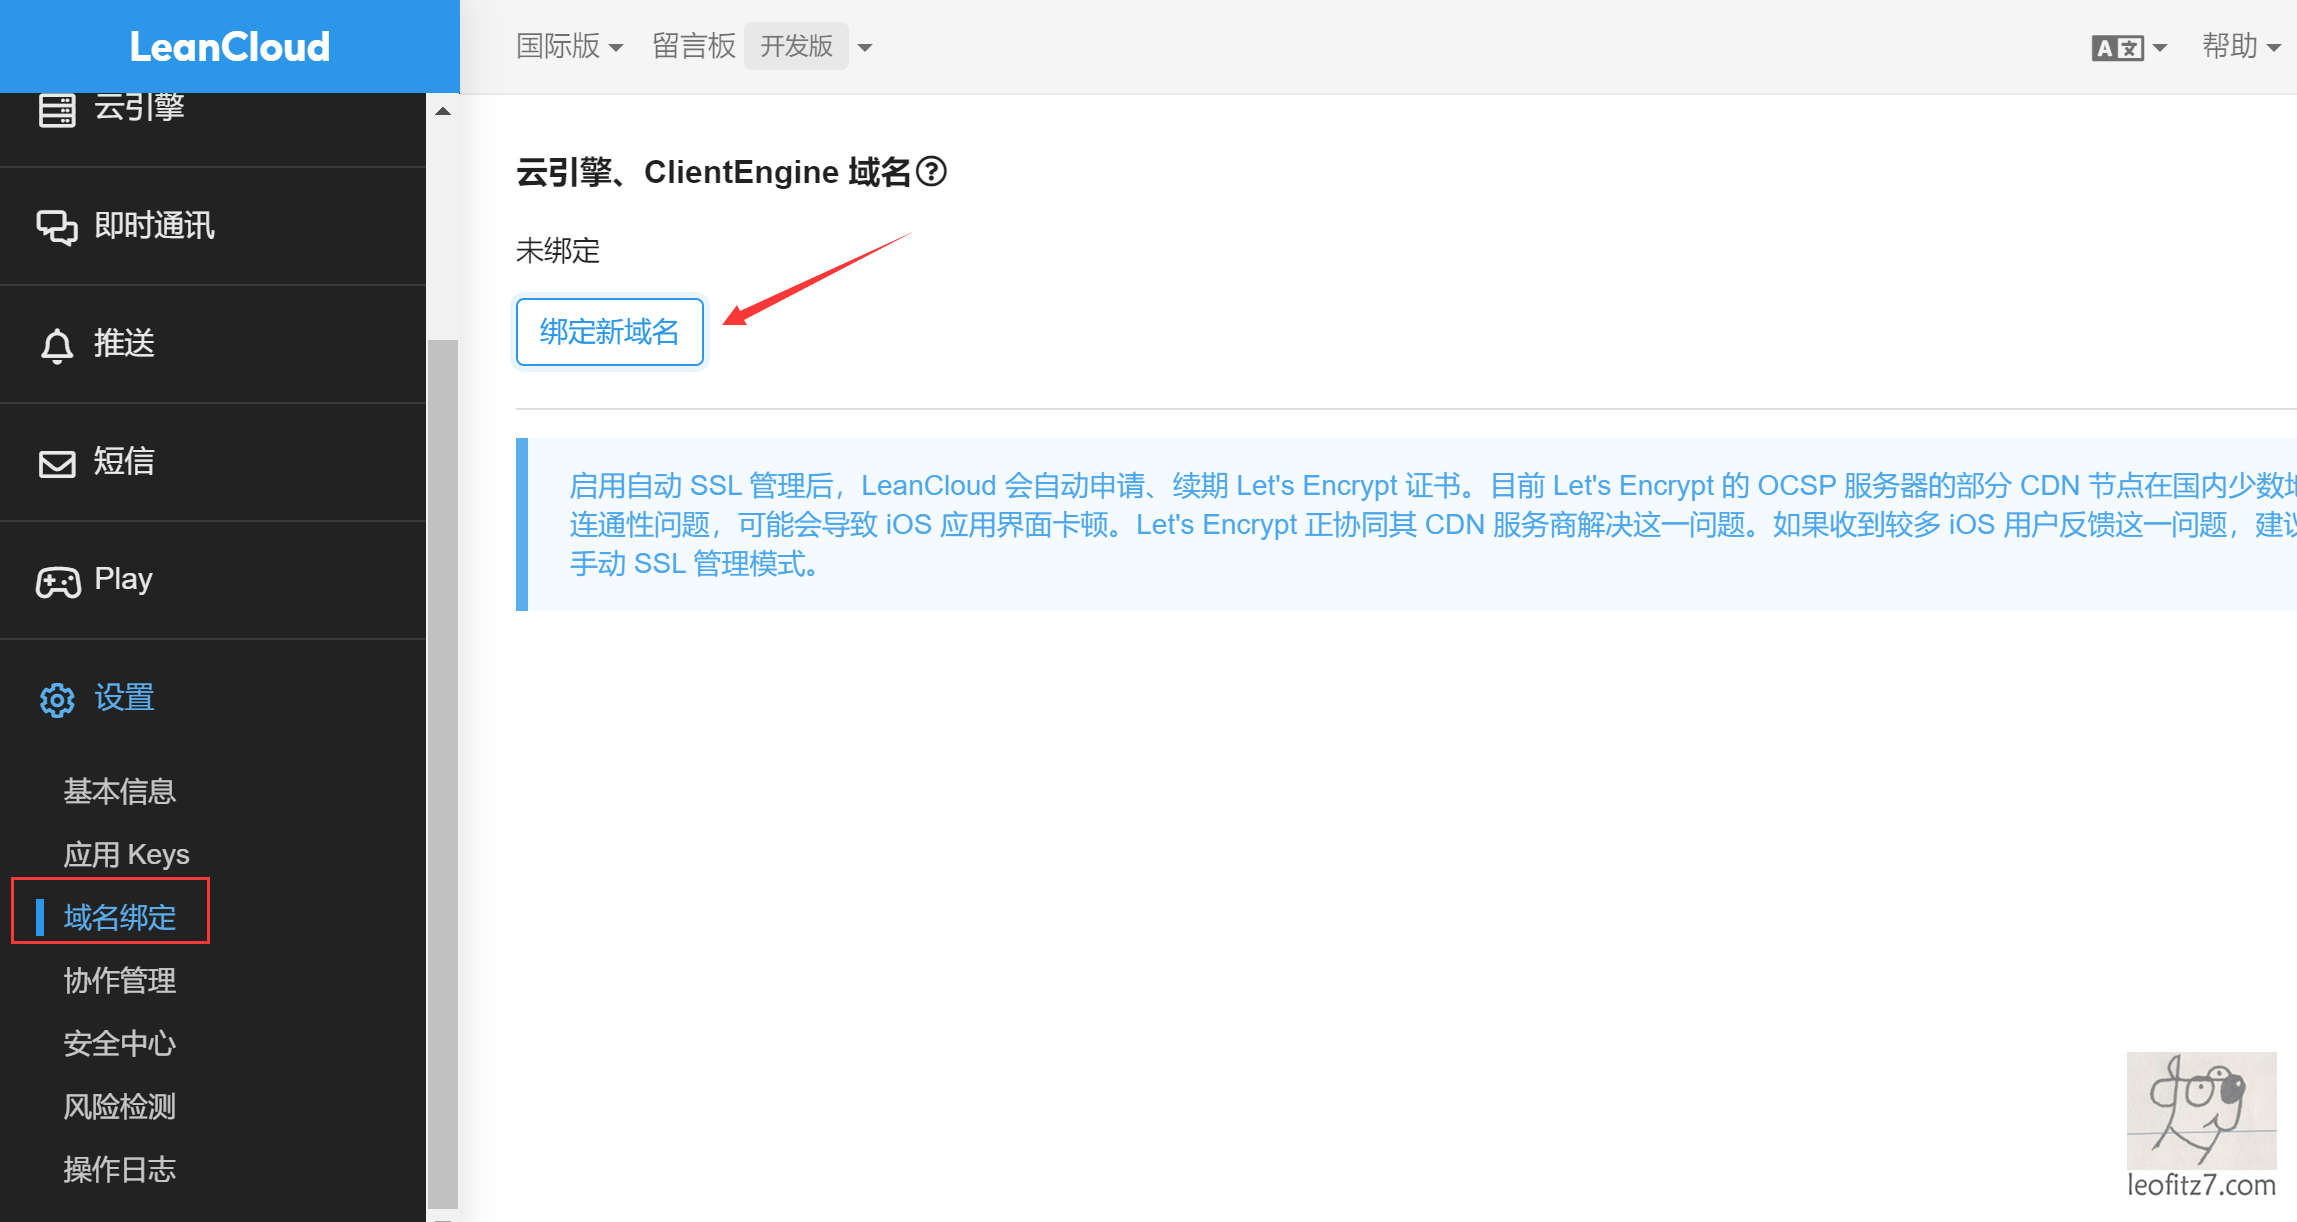 LeanCloud
国际版
留言板
开发版
A文
帮助
云引擎
即时通讯
推送
短信
Play
设置
基本信息
应用 Keys
域名绑定
协作管理
安全中心
风险检测
操作日志
云引擎、ClientEngine 域名?
未绑定
绑定新域名
启用自动 SSL 管理后，LeanCloud 会自动申请、续期 Let's Encrypt 证书。目前 Let's Encrypt 的 OCSP 服务器的部分 CDN 节点在国内少数
连通性问题，可能会导致 iOS 应用界面卡顿。Let's Encrypt 正协同其 CDN 服务商解决这一问题。如果收到较多 iOS 用户反馈这一问题，建
手动 SSL 管理模式。
dog
leofitz7.com